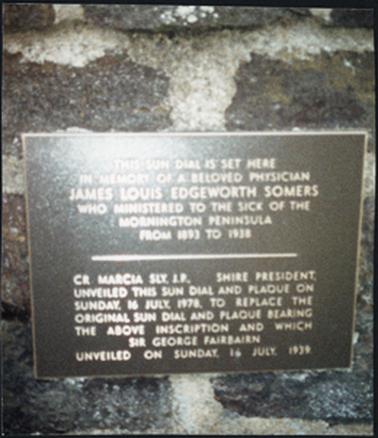 THIS SUN DIAL IS SET HERE
IN MEMORY OF A BELOVED PHYSICIAN
JAMES LOUIS EDGEWORTH SOMERS
WHO MINISTERED TO THE SICK OF THE
MORNINGTON PENINSULA
FROM 1893 TO 1938
CR MARCIA SLY, J.P., SHIRE PRESIDENT,
UNVEILED THIS SUN DIAL AND PLAQUE ON
SUNDAY, 16 JULY, 1978, TO REPLACE THE
ORIGINAL SUN DIAL AND PLAQUE BEARING
THE ABOVE INSCRIPTION AND WHICH
SIR GEORGE FAIRBAIRN
UNVEILED ON SUNDAY, 16 JULY, 1939